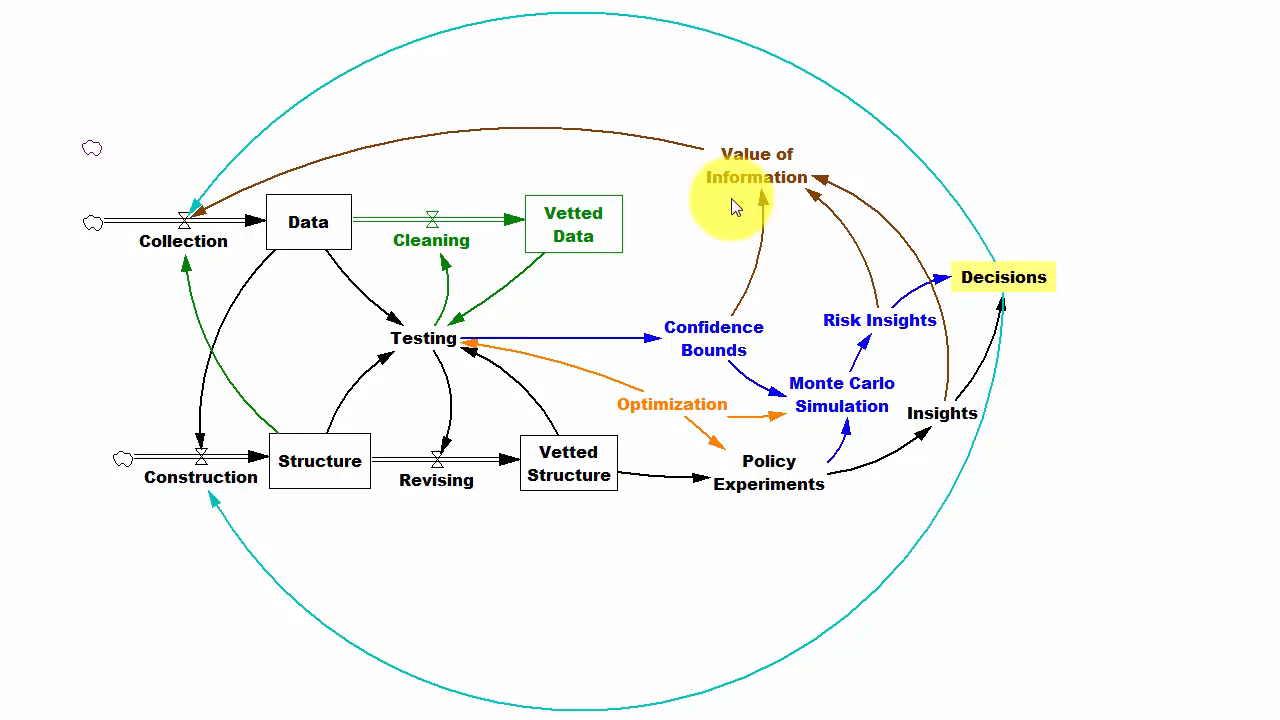 Value of
Information
Data
Collection
Vetted
Data
Cleaning
Decisions
Testing
Confidence
Bounds
Risk Insights
Optimization
Monte Carlo
Simulation
Insights
Structure
Construction
Revising
Vetted
Structure
Policy
Experiments